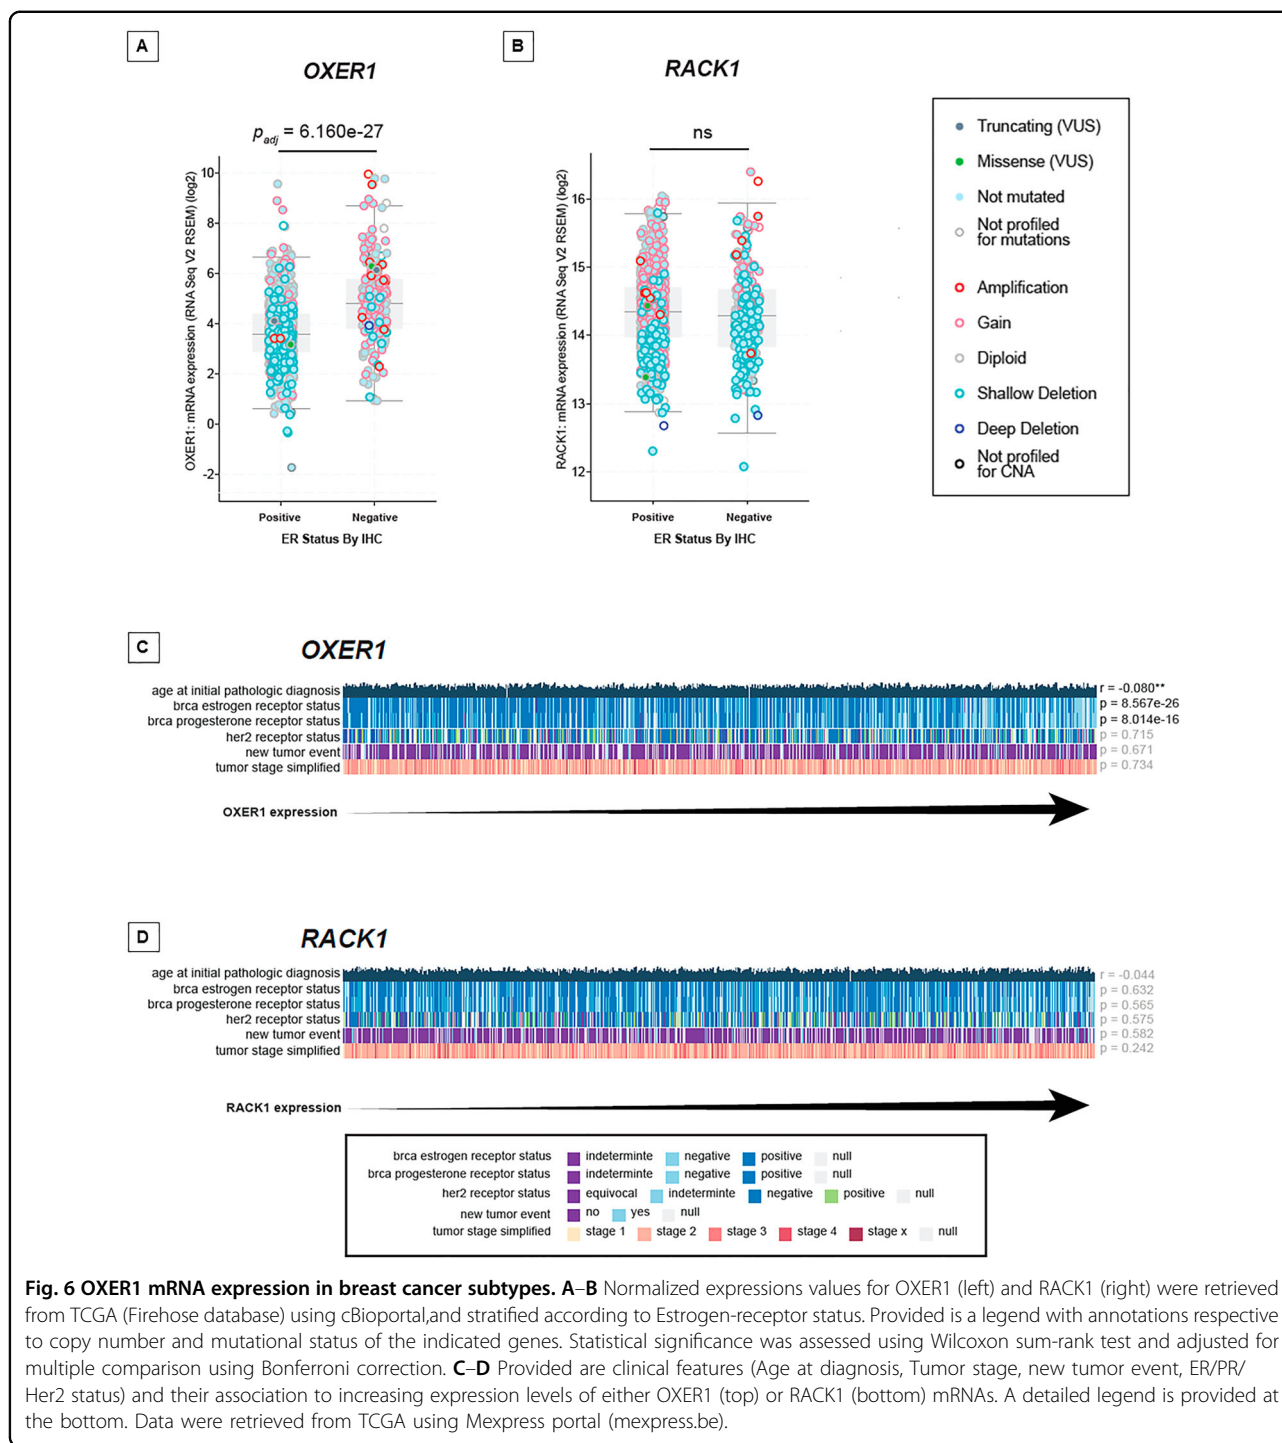 A
OXER1
p adj = 6.160e-27
OXER1: mRNA expression (RNA Seq V2 RSEM) (log2)
10
8
6
4
2
0
-2
Positive
Negative
ER Status By IHC
B
RACK1
ns
RACK1: mRNA expression (RNA Seq V2 RSEM) (log2)
16
15
14
13
12
Positive
Negative
ER Status By IHC
Truncating (VUS)
Missense (VUS)
Not mutated
Not profiled
for mutations
Amplification
Gain
Diploid
Shallow Deletion
Deep Deletion
Not profiled
for CNA
C
OXER1
age at initial pathologic diagnosis r = -0.080**
brca estrogen receptor status p = 8.567e-26
brca progesterone receptor status p = 8.014e-16
her2 receptor status p = 0.715
new tumor event p = 0.671
tumor stage simplified p = 0.734
OXER1 expression
D
RACK1
age at initial pathologic diagnosis r = -0.044
brca estrogen receptor status p = 0.632
brca progesterone receptor status p = 0.565
her2 receptor status p = 0.575
new tumor event p = 0.582
tumor stage simplified p = 0.242
RACK1 expression
brca estrogen receptor status indeterminte negative positive null
brca progesterone receptor status indeterminte negative positive null
her2 receptor status equivocal indeterminte negative positive null
new tumor event no yes null
tumor stage simplified stage 1 stage 2 stage 3 stage 4 stage x null
Fig. 6 OXER1 mRNA expression in breast cancer subtypes. A–B Normalized expressions values for OXER1 (left) and RACK1 (right) were retrieved
from TCGA (Firehose database) using cBioportal,and stratified according to Estrogen-receptor status. Provided is a legend with annotations respective
to copy number and mutational status of the indicated genes. Statistical significance was assessed using Wilcoxon sum-rank test and adjusted for
multiple comparison using Bonferroni correction. C–D Provided are clinical features (Age at diagnosis, Tumor stage, new tumor event, ER/PR/
Her2 status) and their association to increasing expression levels of either OXER1 (top) or RACK1 (bottom) mRNAs. A detailed legend is provided at
the bottom. Data were retrieved from TCGA using Mexpress portal (mexpress.be).